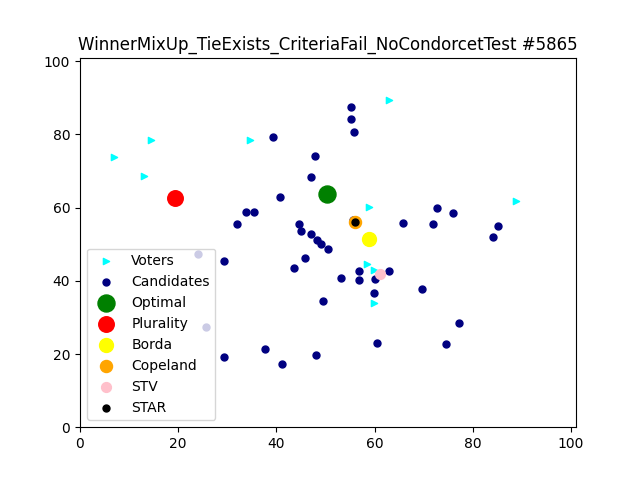 WinnerMixUp_TieExists_CriteriaFail_NoCondorcetTest #5865
100
80
60
40
20
0
Voters
Candidates
Optimal
Plurality
Borda
Copeland
STV
STAR
0 20 40 60 80 100